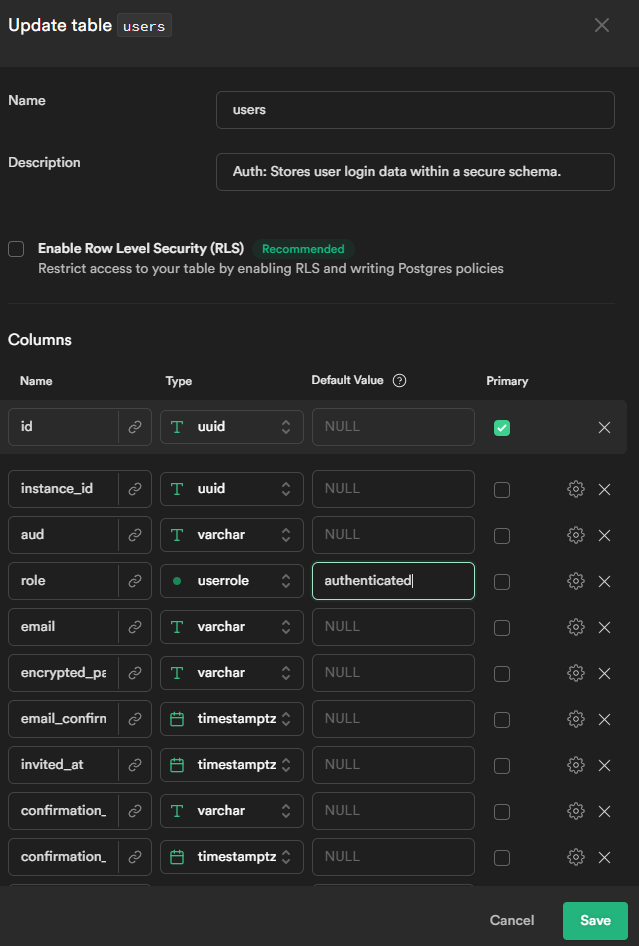 Update table users
Name
users
Description
Auth: Stores user login data within a secure schema.
Enable Row Level Security (RLS) Recommended
Restrict access to your table by enabling RLS and writing Postgres policies
Columns
Name Type Default Value ? Primary
id uuid NULL
instance_id uuid NULL
aud varchar NULL
role userrole authenticated
email varchar NULL
encrypted_pa varchar NULL
email_confirm timestamptz NULL
invited_at timestamptz NULL
confirmation_ varchar NULL
confirmation_ timestamptz NULL
Cancel Save